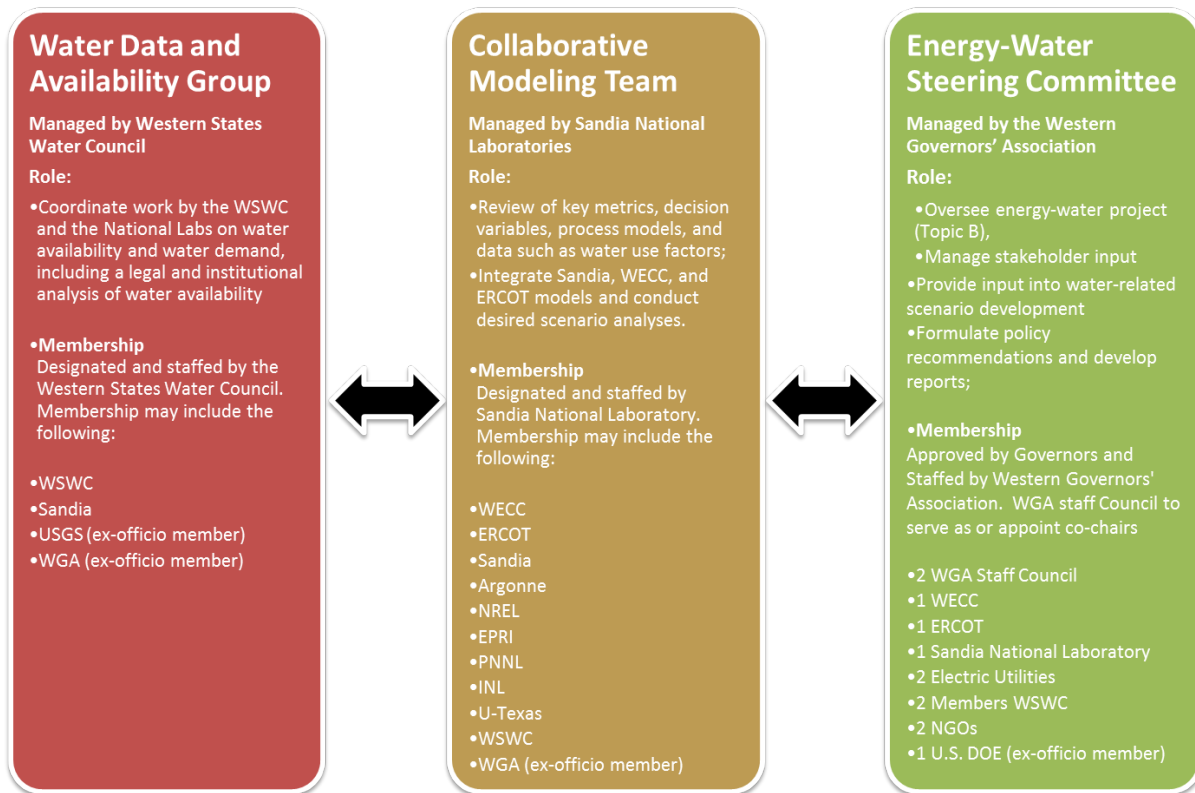 Water Data and
Availability Group
Managed by Western States
Water Council
Role:
•Coordinate work by the WSWC
and the National Labs on water
availability and water demand,
including a legal and institutional
analysis of water availability
•Membership
Designated and staffed by the
Western States Water Council.
Membership may include the
following:
•WSWC
•Sandia
•USGS (ex-officio member)
•WGA (ex-officio member)
Collaborative
Modeling Team
Managed by Sandia National
Laboratories
Role:
•Review of key metrics, decision
variables, process models, and
data such as water use factors;
•Integrate Sandia, WECC, and
ERCOT models and conduct
desired scenario analyses.
•Membership
Designated and staffed by
Sandia National Laboratory.
Membership may include the
following:
•WECC
•ERCOT
•Sandia
•Argonne
•NREL
•EPRI
•PNNL
•INL
•U-Texas
•WSWC
•WGA (ex-officio member)
Energy-Water
Steering Committee
Managed by the Western
Governors’ Association
Role:
•Oversee energy-water project
(Topic B),
•Manage stakeholder input
•Provide input into water-related
scenario development
•Formulate policy
recommendations and develop
reports;
•Membership
Approved by Governors and
Staffed by Western Governors'
Association.  WGA staff Council to
serve as or appoint co-chairs
•2 WGA Staff Council
•1 WECC
•1 ERCOT
•1 Sandia National Laboratory
•2 Electric Utilities
•2 Members WSWC
•2 NGOs
•1 U.S. DOE (ex-officio member)